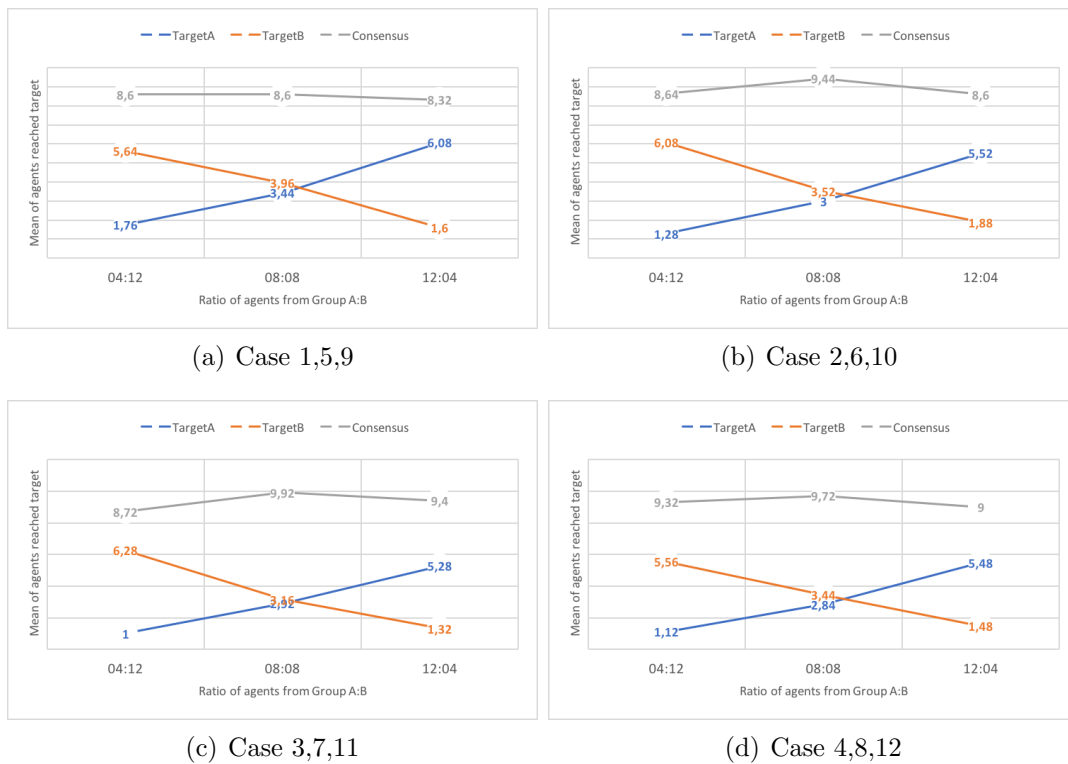 TargetA TargetB Consensus
Mean of agents reached target
8,6 8,6 8,32
5,64 3,96 6,08
1,76 3,44 1,6
04:12 08:08 12:04
Ratio of agents from Group A:B
(a) Case 1,5,9
TargetA TargetB Consensus
Mean of agents reached target
8,64 9,44 8,6
6,08 3,52 5,52
1,28 3 1,88
04:12 08:08 12:04
Ratio of agents from Group A:B
(b) Case 2,6,10
TargetA TargetB Consensus
Mean of agents reached target
8,72 9,92 9,4
6,28 3,16 5,28
1 2,92 1,32
04:12 08:08 12:04
Ratio of agents from Group A:B
(c) Case 3,7,11
TargetA TargetB Consensus
Mean of agents reached target
9,32 9,72 9
5,56 3,44 5,48
1,12 2,84 1,48
04:12 08:08 12:04
Ratio of agents from Group A:B
(d) Case 4,8,12